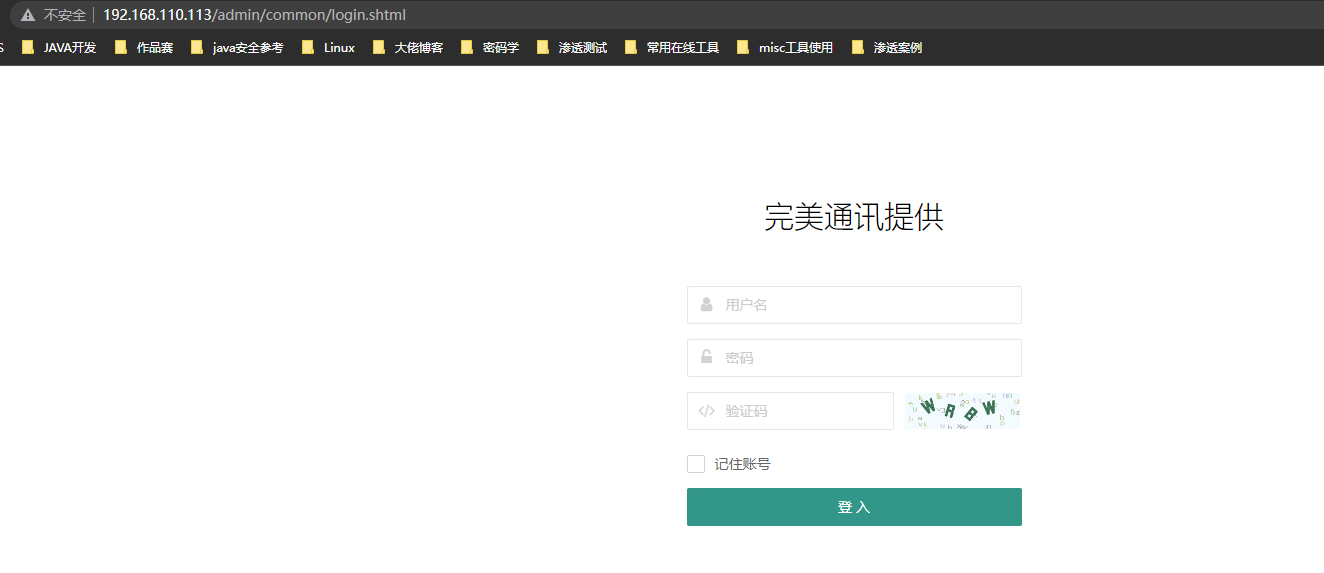 不安全 192.168.110.113/admin/common/login.shtml
JAVA开发 作品赛 java安全参考 Linux 大佬博客 密码学 渗透测试 常用在线工具 misc工具使用 渗透案例
完美通讯提供
用户名
密码
验证码 WRBW
记住账号
登 入